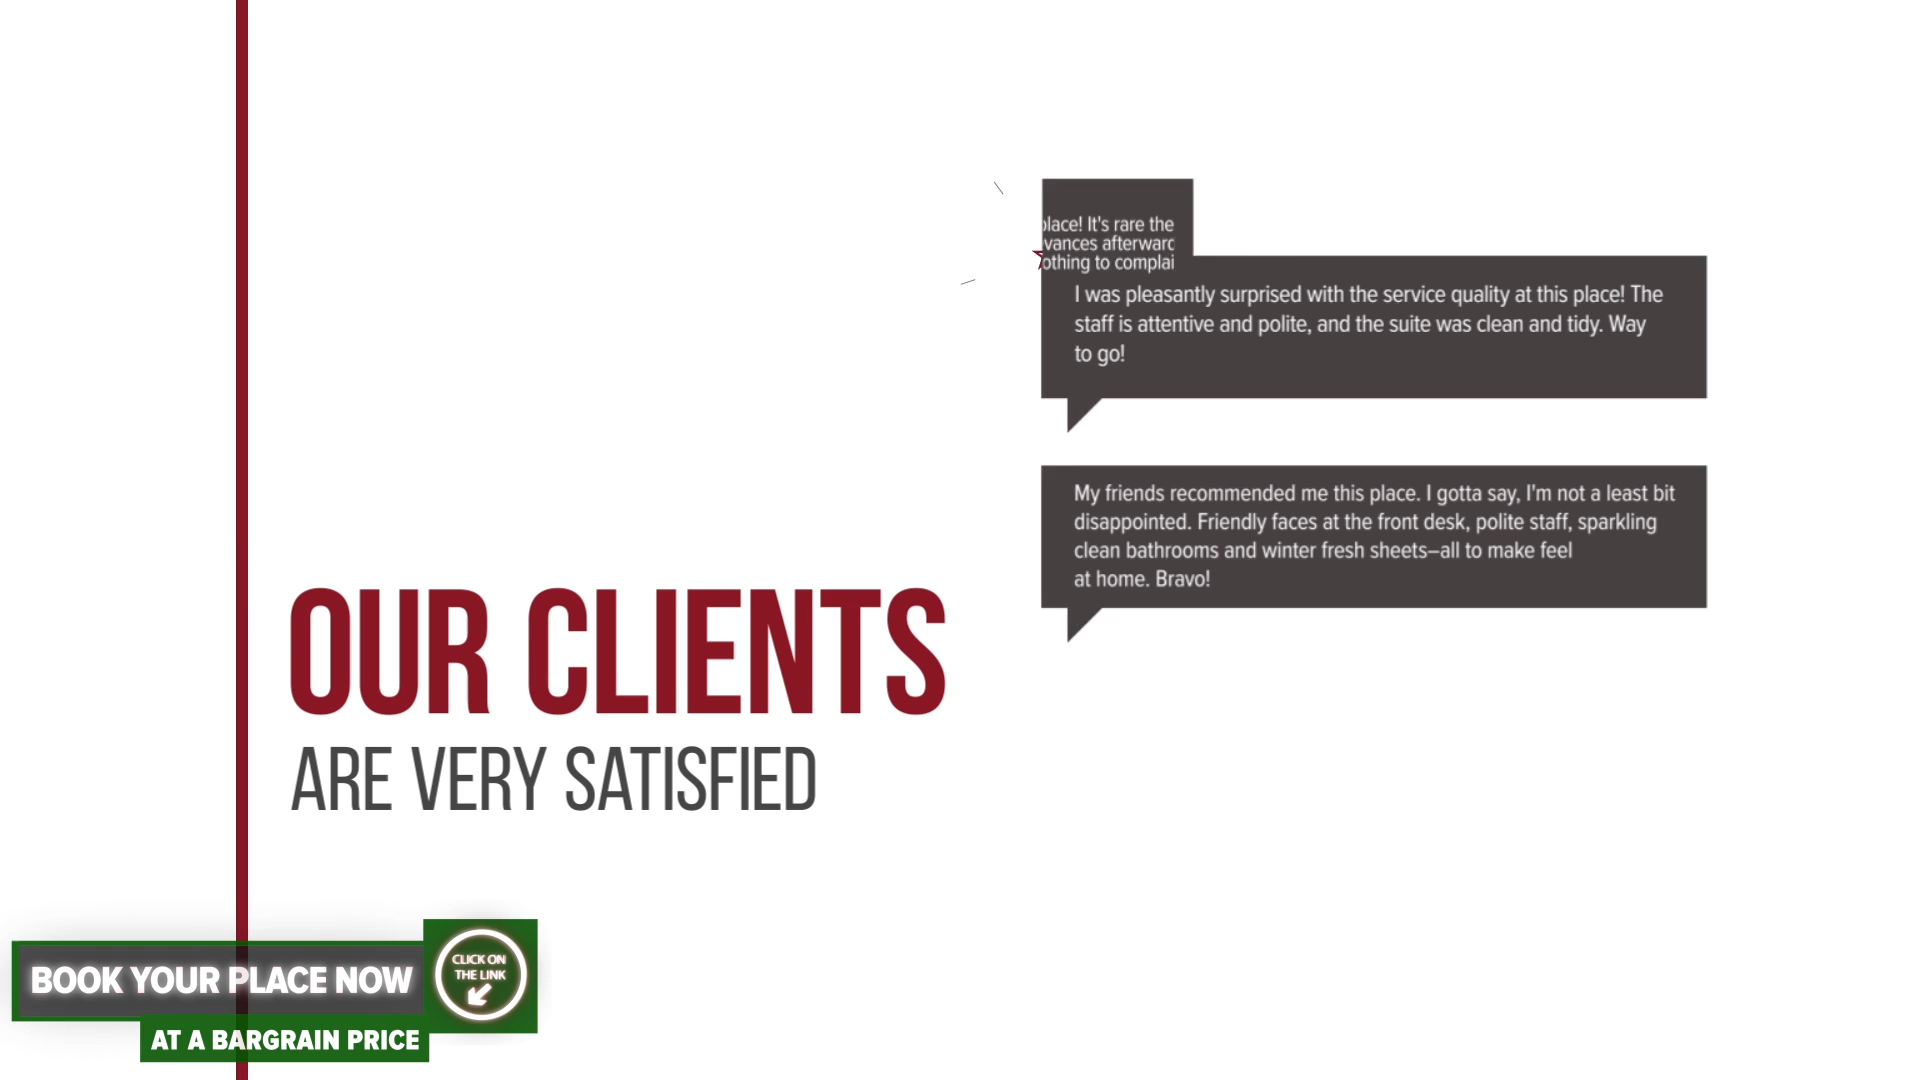 It's rare the
to complai
I was pleasantly surprised with the service quality at this place! The
staff is attentive and polite, and the suite was clean and tidy. Way
to go!
My friends recommended me this place. I gotta say, I'm not a least bit
disappointed. Friendly faces at the front desk, polite staff, sparkling
clean bathrooms and winter fresh sheets–all to make feel
at home. Bravo!
OUR CLIENTS
ARE VERY SATISFIED
BOOK YOUR PLACE NOW
CLICK ON
THE LINK
AT A BARGRAIN PRICE